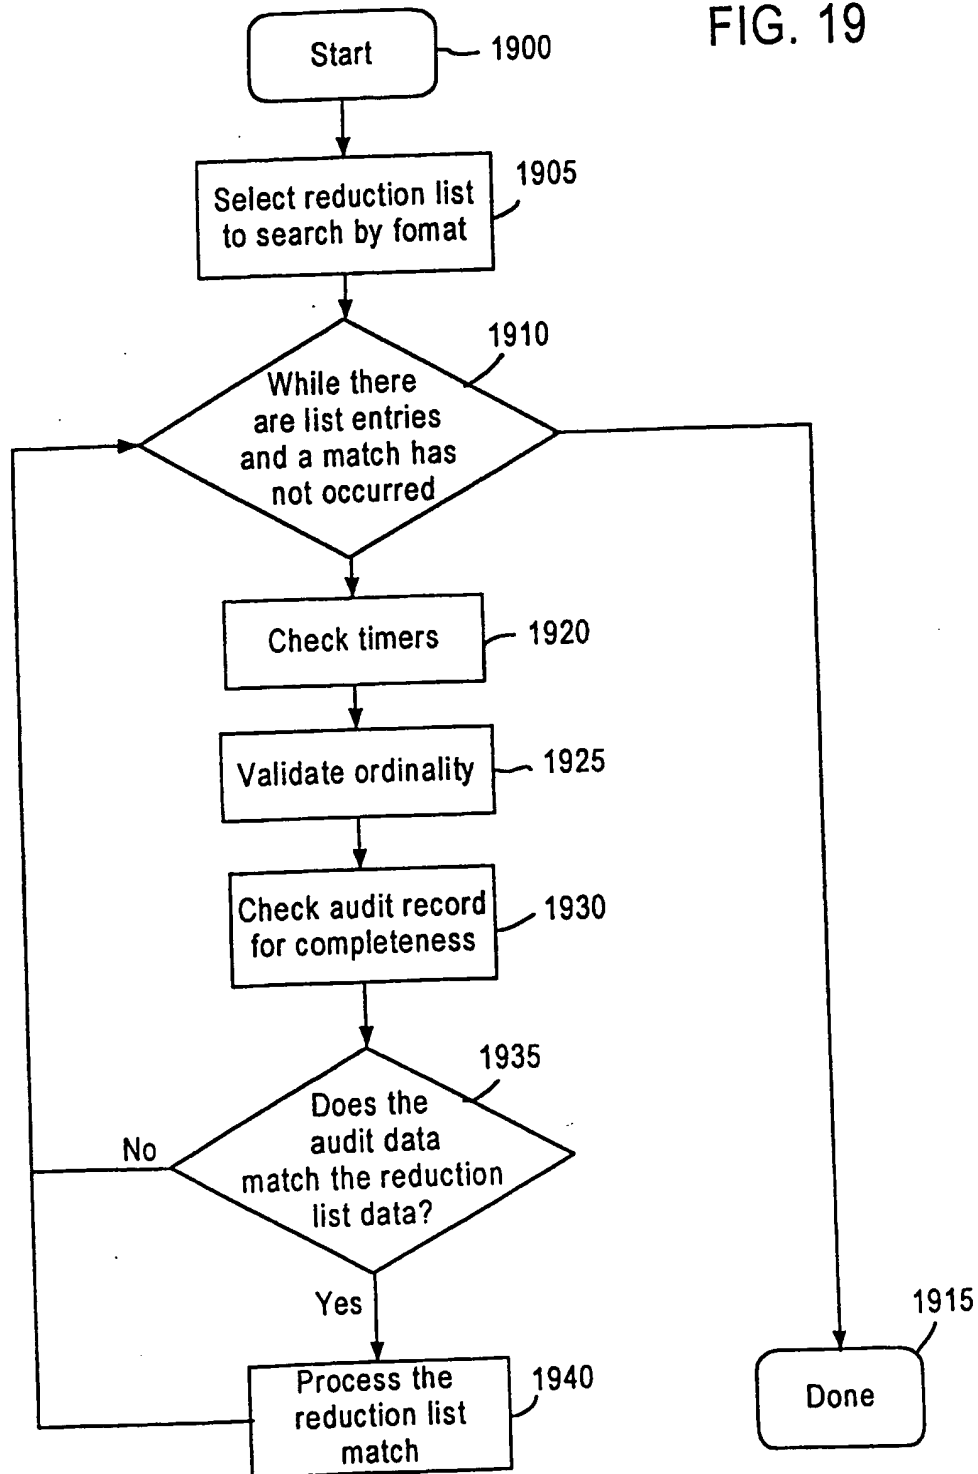 FIG. 19
Start
1900
Select reduction list
to search by fomat
1905
While there
are list entries
and a match has
not occurred
1910
Check timers
1920
Validate ordinality
1925
Check audit record
for completeness
1930
Does the
audit data
match the reduction
list data?
1935
No
Yes
Process the
reduction list
match
1940
Done
1915